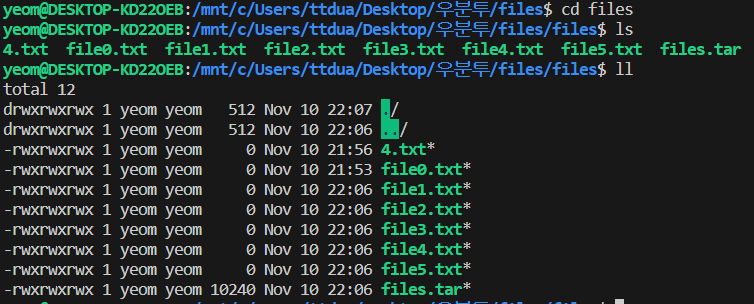 yeom@DESKTOP-KD22OEB:/mnt/c/Users/ttdua/Desktop/우분투/files$ cd files
yeom@DESKTOP-KD22OEB:/mnt/c/Users/ttdua/Desktop/우분투/files/files$ ls
4.txt  file0.txt  file1.txt  file2.txt  file3.txt  file4.txt  file5.txt  files.tar
yeom@DESKTOP-KD22OEB:/mnt/c/Users/ttdua/Desktop/우분투/files/files$ ll
total 12
drwxrwxrwx 1 yeom yeom   512 Nov 10 22:07 ./
drwxrwxrwx 1 yeom yeom   512 Nov 10 22:06 ../
-rwxrwxrwx 1 yeom yeom     0 Nov 10 21:56 4.txt*
-rwxrwxrwx 1 yeom yeom     0 Nov 10 21:53 file0.txt*
-rwxrwxrwx 1 yeom yeom     0 Nov 10 22:06 file1.txt*
-rwxrwxrwx 1 yeom yeom     0 Nov 10 22:06 file2.txt*
-rwxrwxrwx 1 yeom yeom     0 Nov 10 22:06 file3.txt*
-rwxrwxrwx 1 yeom yeom     0 Nov 10 22:06 file4.txt*
-rwxrwxrwx 1 yeom yeom     0 Nov 10 22:06 file5.txt*
-rwxrwxrwx 1 yeom yeom 10240 Nov 10 22:06 files.tar*